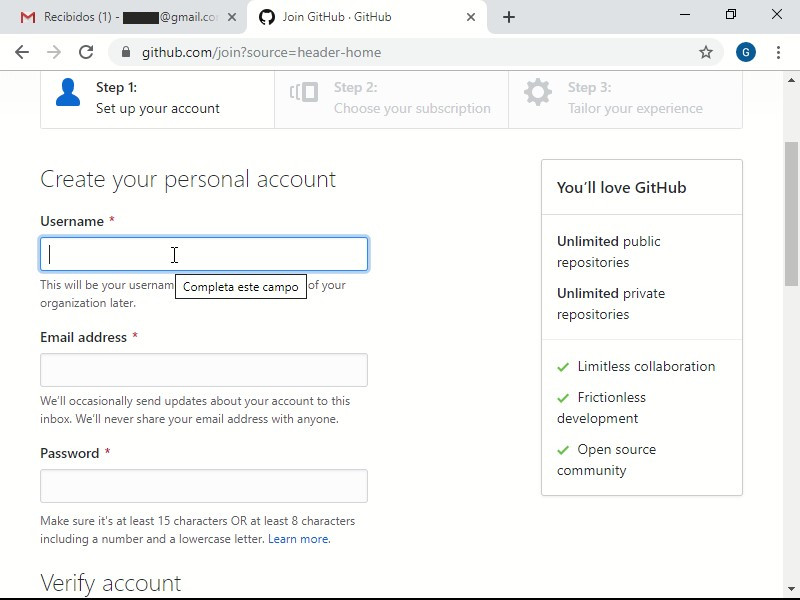 Recibidos (1) - @gmail.co
Join GitHub · GitHub
github.com/join?source=header-home
G
Step 1:
Set up your account
Step 2:
Choose your subscription
Step 3:
Tailor your experience
Create your personal account
Username *
This will be your usernam
of your
Completa este campo
organization later.
Email address *
We'll occasionally send updates about your account to this
inbox. We'll never share your email address with anyone.
Password *
Make sure it's at least 15 characters OR at least 8 characters
including a number and a lowercase letter. Learn more.
Verify account
You'll love GitHub
Unlimited public
repositories
Unlimited private
repositories
Limitless collaboration
Frictionless
development
Open source
community